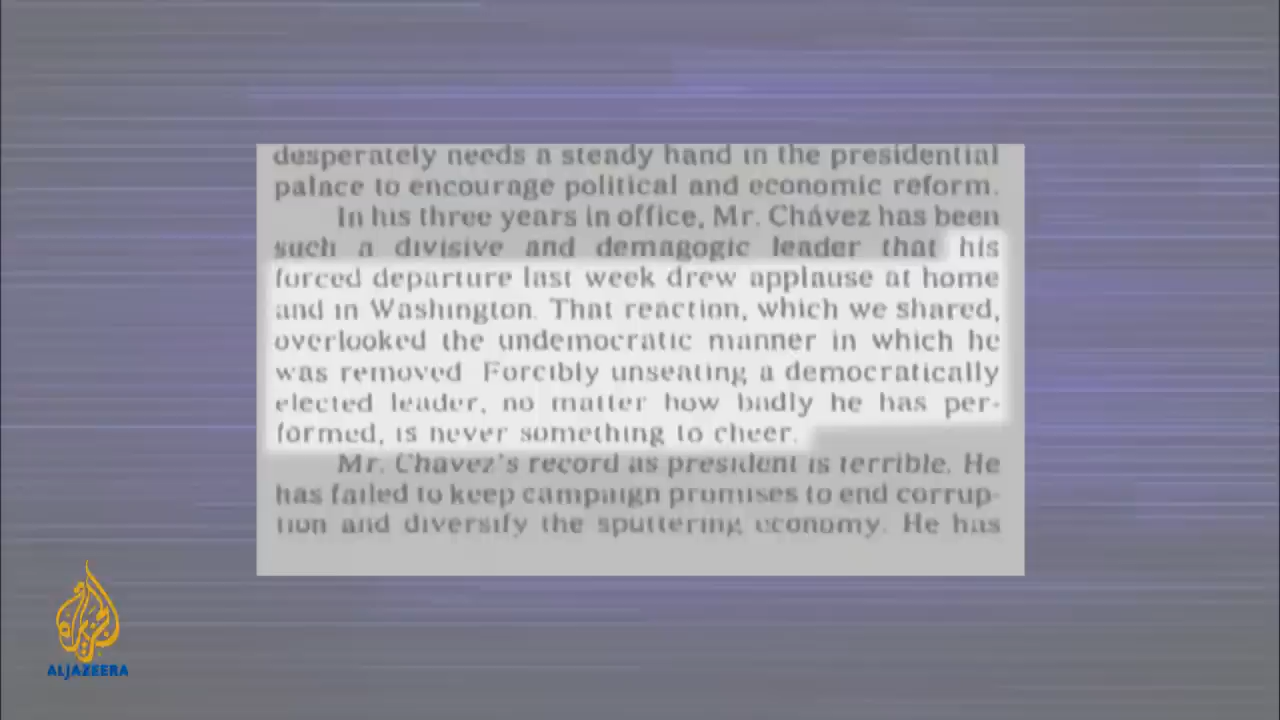 desperately needs a steady hand in the presidential
palace to encourage political and economic reform.
In his three years in office, Mr. Chávez has been
such a divisive and demagogic leader that his
forced departure last week drew applause at home
and in Washington. That reaction, which we shared,
overlooked the undemocratic manner in which he
was removed. Forcibly unseating a democratically
elected leader, no matter how badly he has per-
formed, is never something to cheer.
Mr. Chavez's record as president is terrible. He
has failed to keep campaign promises to end corrup-
tion and diversify the sputtering economy. He has
ALJAZEERA